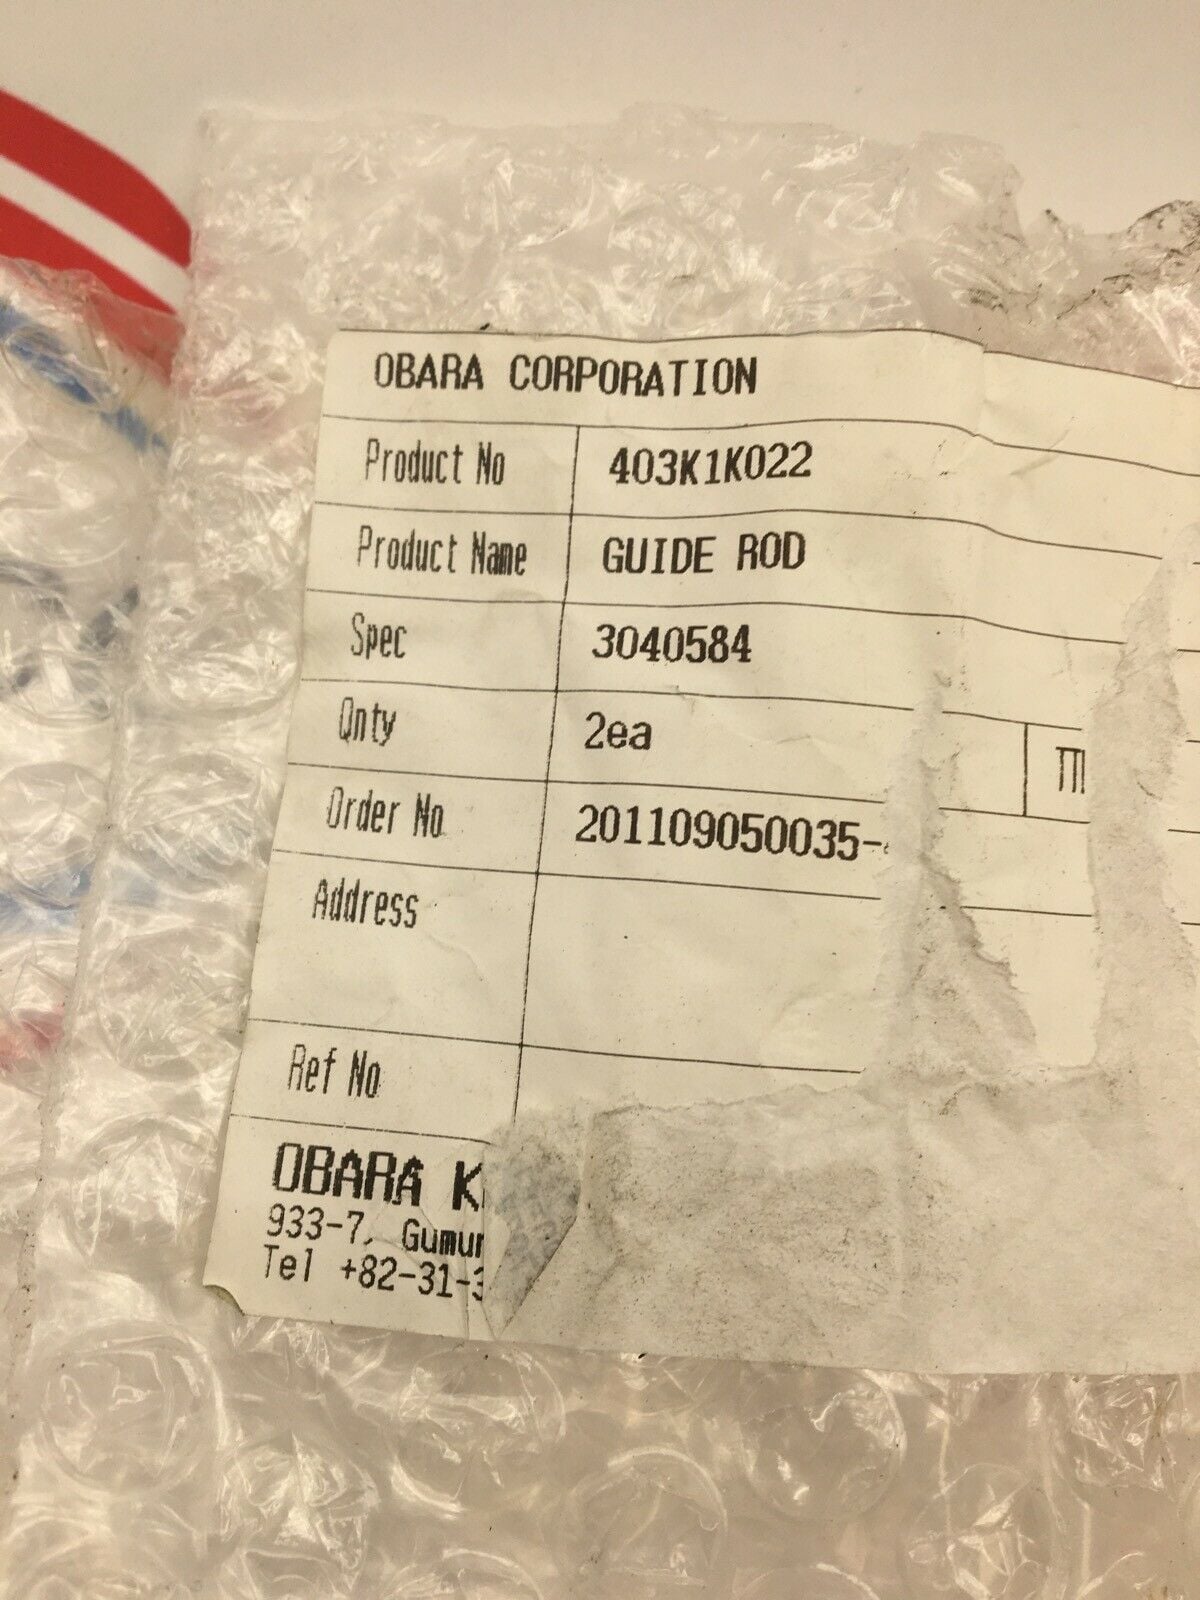 OBARA CORPORATION
Product No 403K1K022
Product Name GUIDE ROD
Spec 3040584
Qnty 2ea
Order No 201109050035-
Address
Ref No
OBARA
933-7,
Tel +82-31-